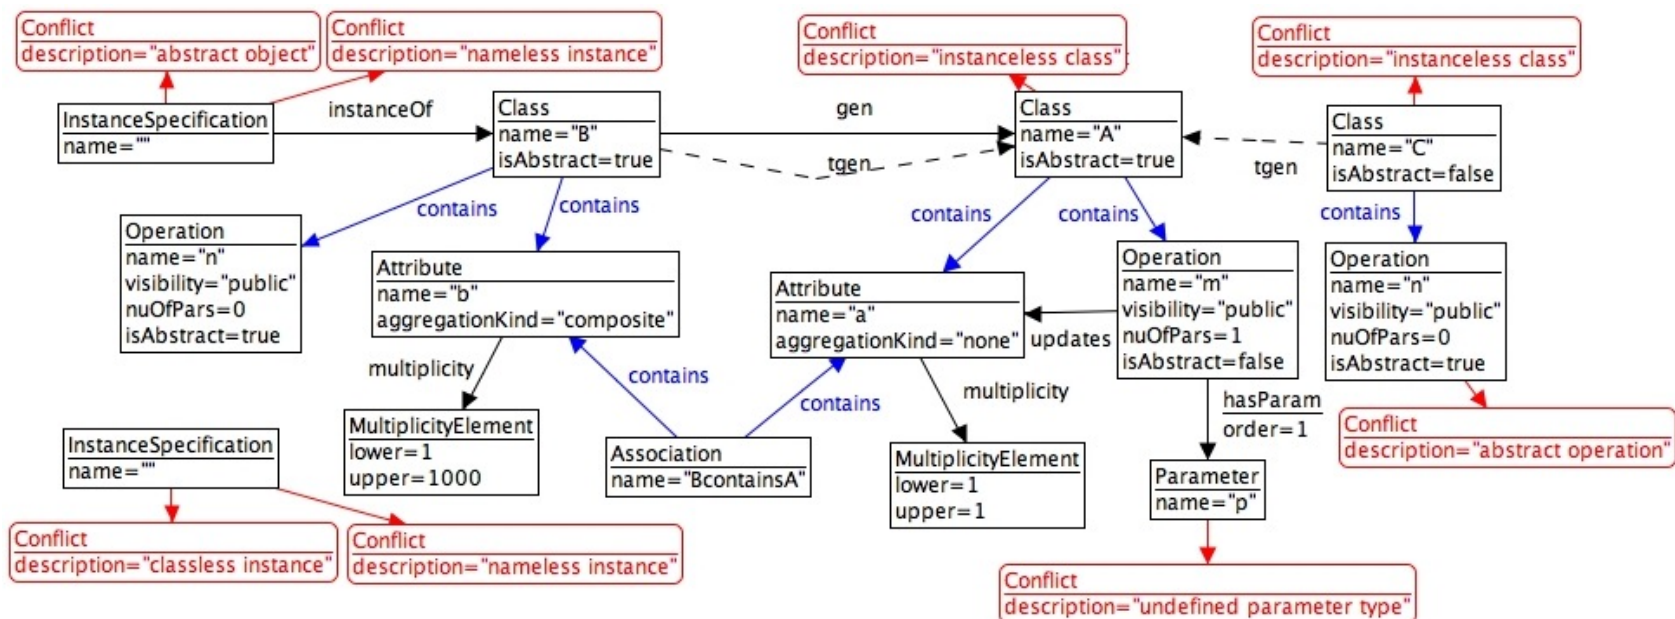 Conflict
description="abstract object"
Conflict
description="nameless instance"
Conflict
description="instanceless class"
Conflict
description="instanceless class"
InstanceSpecification
name=""
instanceOf
Class
name="B"
isAbstract=true
gen
tgen
Class
name="A"
isAbstract=true
tgen
Class
name="C"
isAbstract=false
contains
contains
contains
contains
contains
Operation
name="n"
visibility="public"
nuOfPars=0
isAbstract=true
Attribute
name="b"
aggregationKind="composite"
Attribute
name="a"
aggregationKind="none"
updates
Operation
name="m"
visibility="public"
nuOfPars=1
isAbstract=false
Operation
name="n"
visibility="public"
nuOfPars=0
isAbstract=true
multiplicity
contains
contains
multiplicity
hasParam
order=1
Conflict
description="abstract operation"
InstanceSpecification
name=""
MultiplicityElement
lower=1
upper=1000
Association
name="BcontainsA"
MultiplicityElement
lower=1
upper=1
Parameter
name="p"
Conflict
description="classless instance"
Conflict
description="nameless instance"
Conflict
description="undefined parameter type"